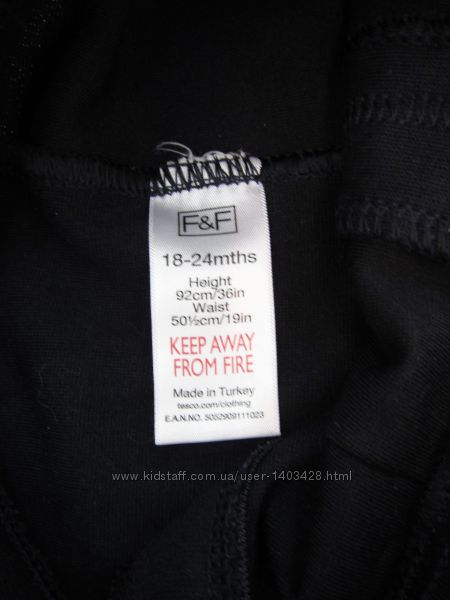 F&F
18-24mths
Height
92cm/36in
Waist
50½cm/19in
KEEP AWAY
FROM FIRE
Made in Turkey
tesco.com/clothing
E.A.N.NO. 5052909111023
www.kidstaff.com.ua/user-1403428.html